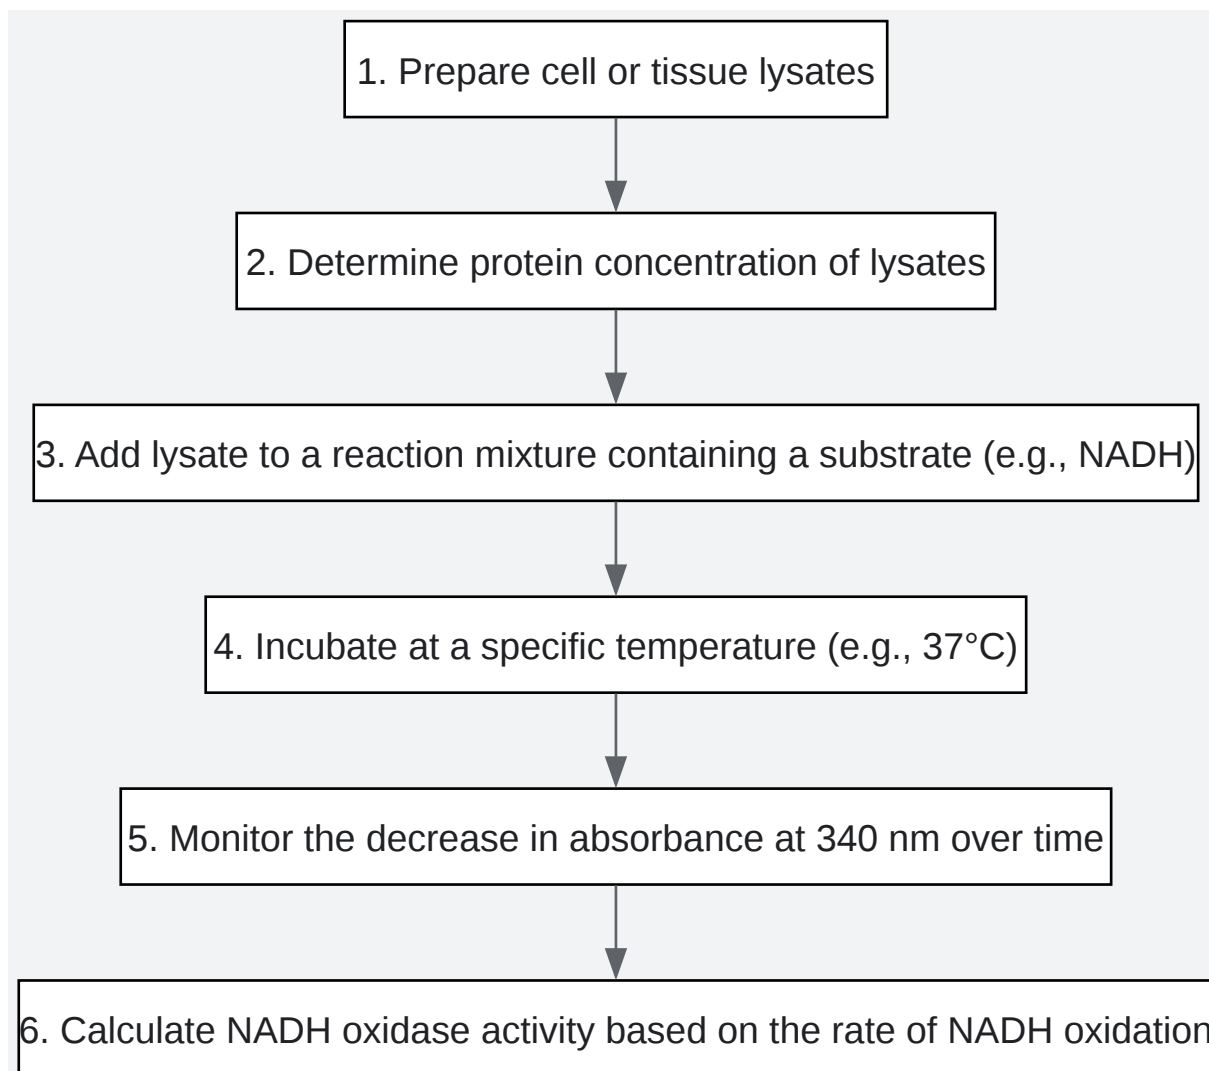 1. Prepare cell or tissue lysates
2. Determine protein concentration of lysates
3. Add lysate to a reaction mixture containing a substrate (e.g., NADH)
4. Incubate at a specific temperature (e.g., 37°C)
5. Monitor the decrease in absorbance at 340 nm over time
6. Calculate NADH oxidase activity based on the rate of NADH oxidation